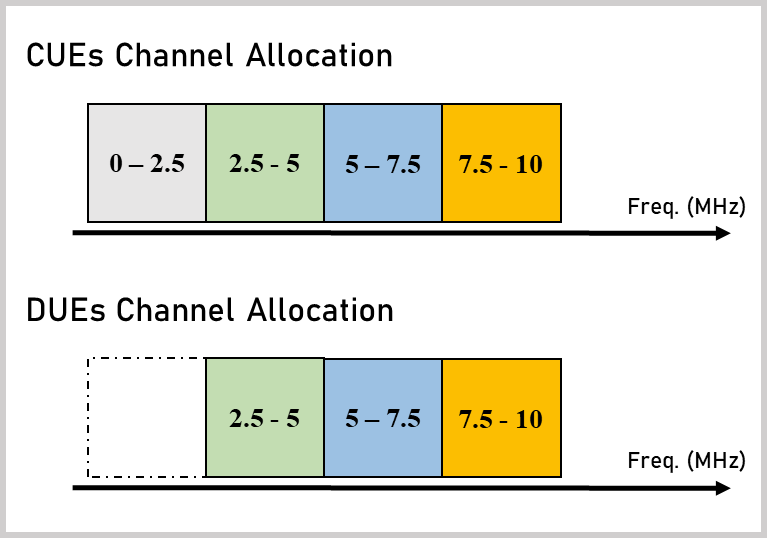 CUEs Channel Allocation
0 – 2.5 2.5 - 5 5 – 7.5 7.5 - 10
Freq. (MHz)
DUEs Channel Allocation
2.5 - 5 5 – 7.5 7.5 - 10
Freq. (MHz)